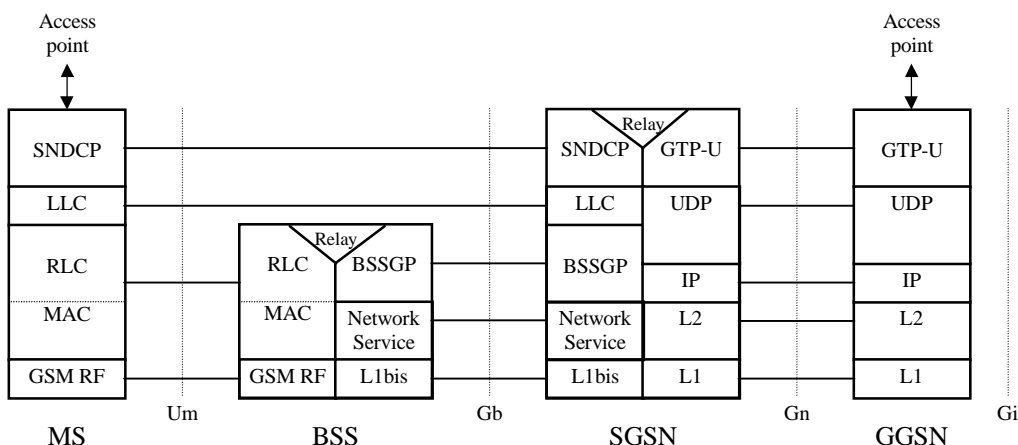 Access
point
Access
point
Relay
SNDCP
SNDCP
GTP-U
GTP-U
LLC
LLC
UDP
UDP
Relay
RLC
RLC
BSSGP
BSSGP
IP
IP
MAC
MAC
Network
Service
Network
Service
L2
L2
GSM RF
GSM RF
L1bis
L1bis
L1
L1
Um
Gb
Gn
Gi
MS
BSS
SGSN
GGSN